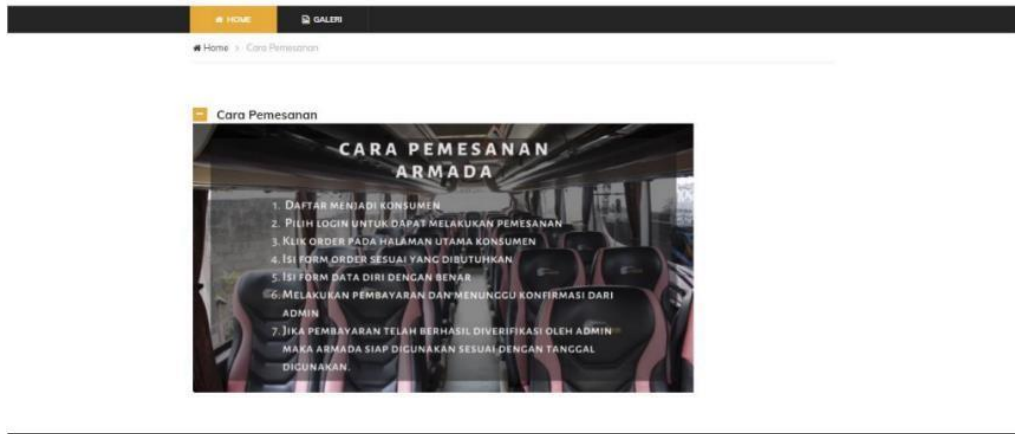 HOME GALERI
Home > Cara Pemesanan
Cara Pemesanan
CARA PEMESANAN
ARMADA
1. DAFTAR MENJADI KONSUMEN
2. PILIH LOGIN UNTUK DAPAT MELAKUKAN PEMESANAN
3. KLIK ORDER PADA HALAMAN UTAMA KONSUMEN
4. ISI FORM ORDER SESUAI YANG DIBUTUHKAN
5. ISI FORM DATA DIRI DENGAN BENAR
6. MELAKUKAN PEMBAYARAN DAN MENUNGGU KONFIRMASI DARI
ADMIN
7. JIKA PEMBAYARAN TELAH BERHASIL DIVERIFIKASI OLEH ADMIN
MAKA ARMADA SIAP DIGUNAKAN SESUAI DENGAN TANGGAL
DIGUNAKAN.